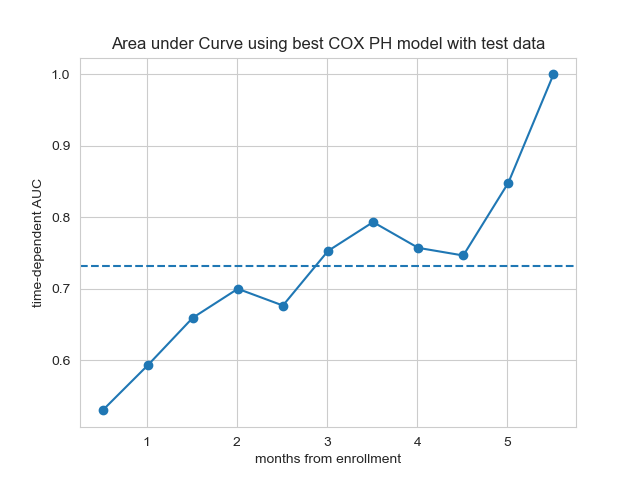 Area under Curve using best COX PH model with test data
time-dependent AUC
1.0
0.9
0.8
0.7
0.6
1 2 3 4 5
months from enrollment